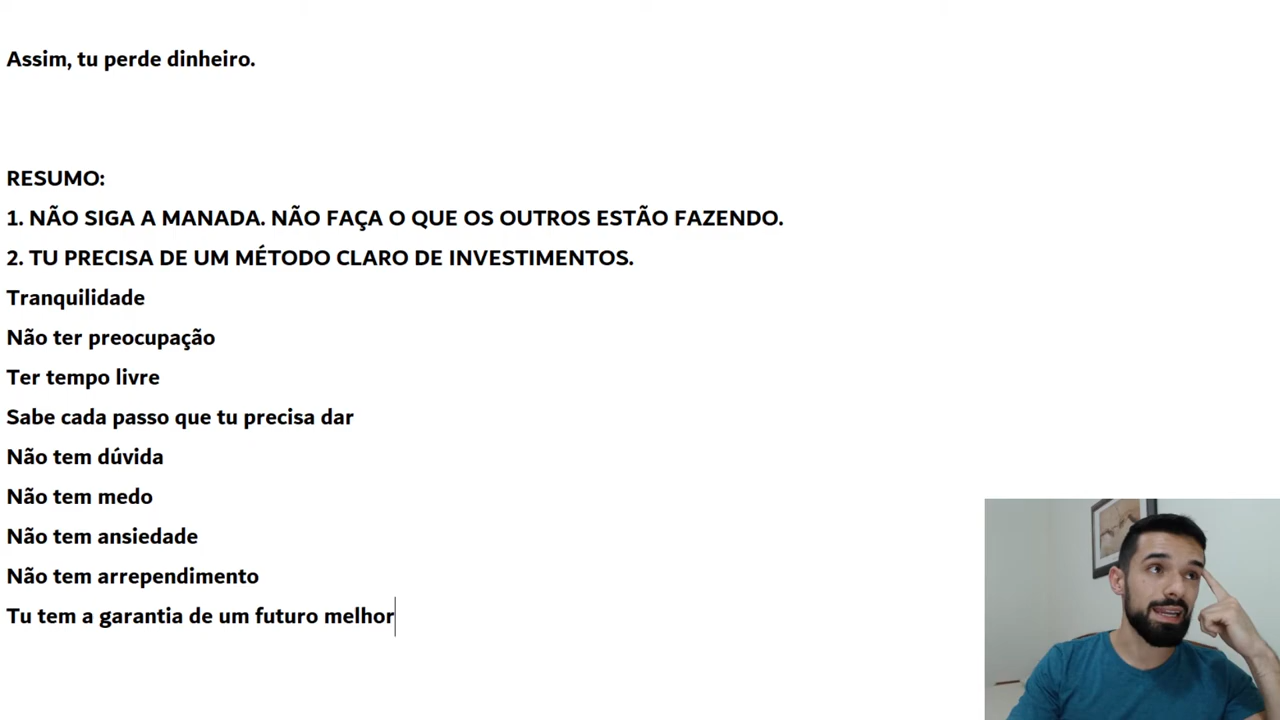 Assim, tu perde dinheiro.
RESUMO:
1. NÃO SIGA A MANADA. NÃO FAÇA O QUE OS OUTROS ESTÃO FAZENDO.
2. TU PRECISA DE UM MÉTODO CLARO DE INVESTIMENTOS.
Tranquilidade
Não ter preocupação
Ter tempo livre
Sabe cada passo que tu precisa dar
Não tem dúvida
Não tem medo
Não tem ansiedade
Não tem arrependimento
Tu tem a garantia de um futuro melhor